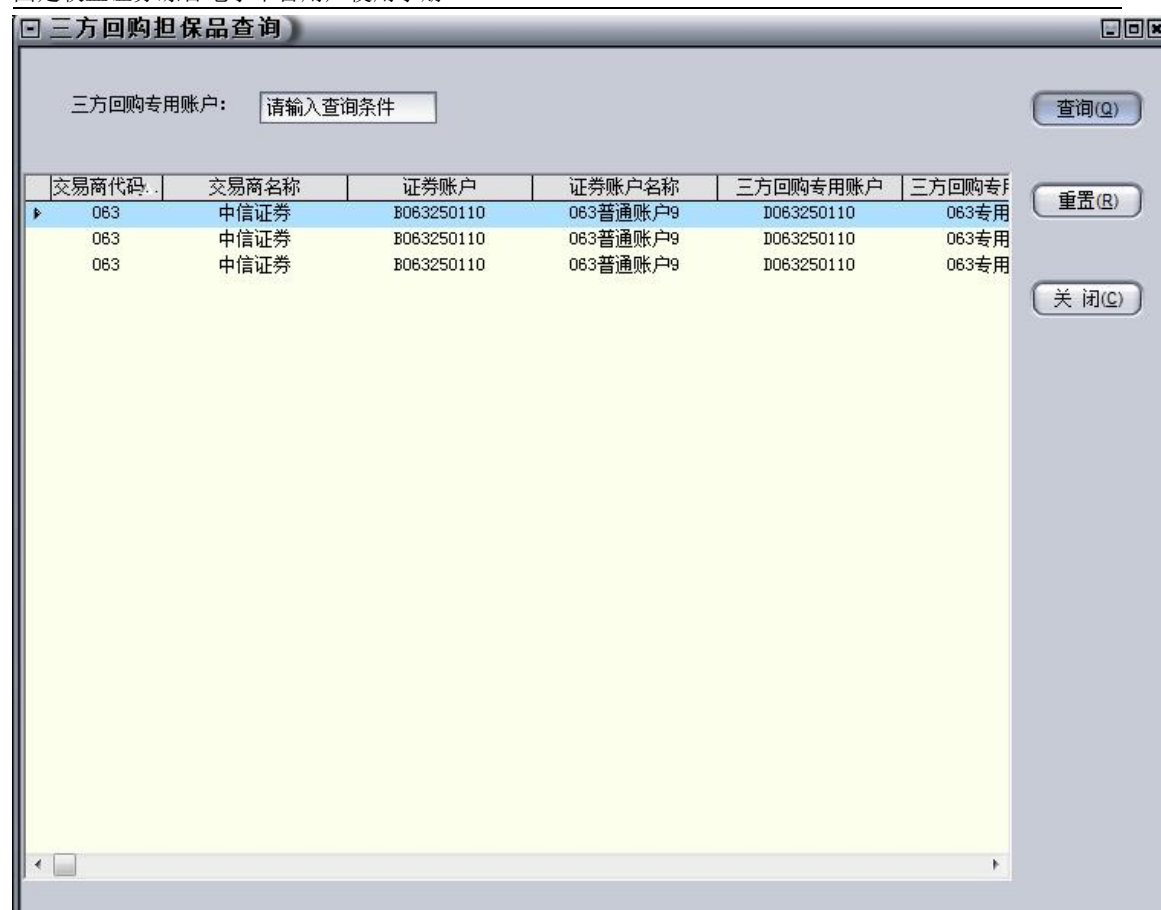 三方回购担保品查询
三方回购专用账户： 请输入查询条件 查询(Q)
交易商代码.. 交易商名称 证券账户 证券账户名称 三方回购专用账户 三方回购专
重置(R)
063 中信证券 B063250110 063普通账户9 D063250110 063专用
063 中信证券 B063250110 063普通账户9 D063250110 063专用
063 中信证券 B063250110 063普通账户9 D063250110 063专用
关 闭(C)